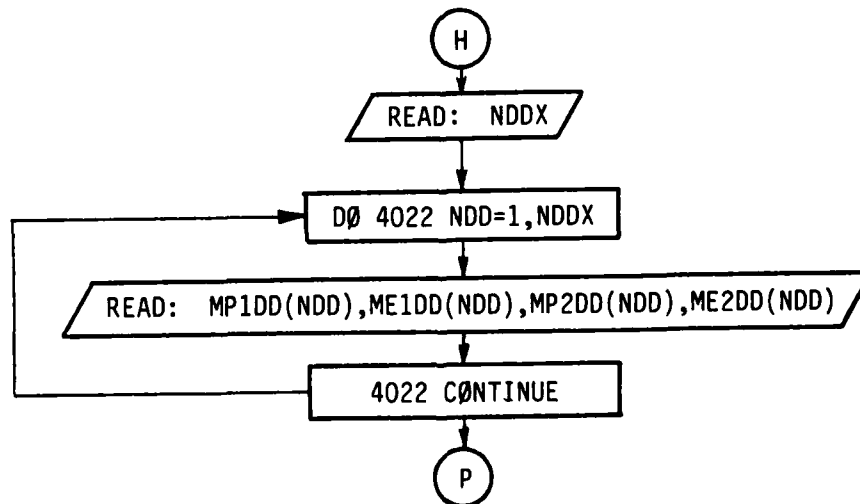 H
READ: NDDX
DØ 4022 NDD=1,NDDX
READ: MP1DD(NDD),ME1DD(NDD),MP2DD(NDD),ME2DD(NDD)
4022 CØNTINUE
P